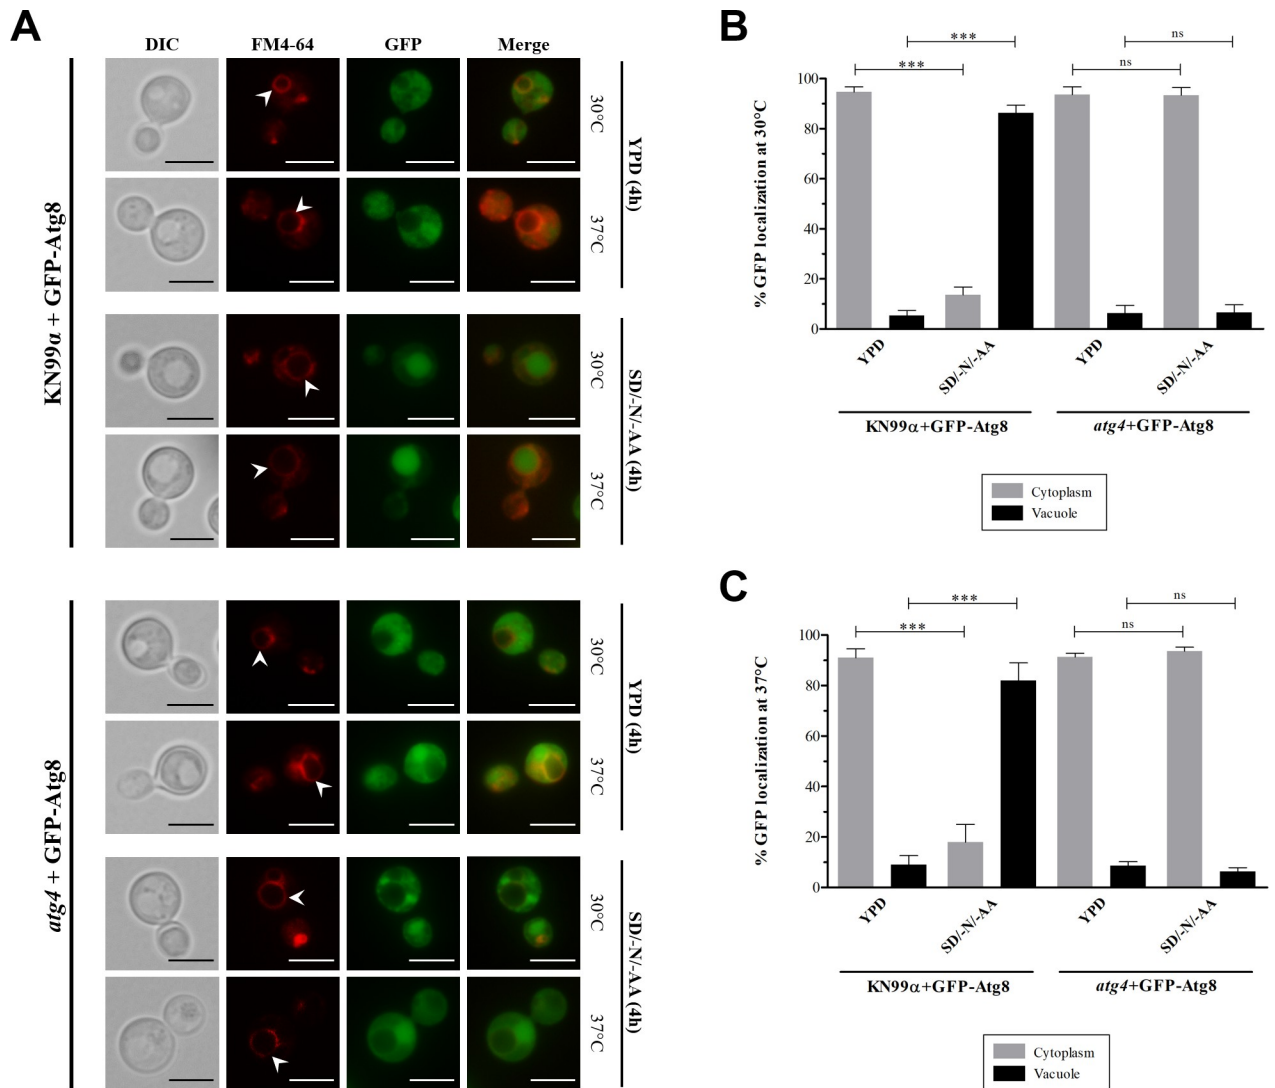 A
DIC FM4-64 GFP Merge
KN99α + GFP-Atg8
30°C
37°C
YPD (4h)
30°C
37°C
SD/-N/-AA (4h)
atg4 + GFP-Atg8
30°C
37°C
YPD (4h)
30°C
37°C
SD/-N/-AA (4h)
B
*** ns
*** ns
% GFP localization at 30°C
100
80
60
40
20
0
YPD SD/-N/-AA YPD SD/-N/-AA
KN99α+GFP-Atg8 atg4+GFP-Atg8
Cytoplasm
Vacuole
C
*** ns
*** ns
% GFP localization at 37°C
100
80
60
40
20
0
YPD SD/-N/-AA YPD SD/-N/-AA
KN99α+GFP-Atg8 atg4+GFP-Atg8
Cytoplasm
Vacuole